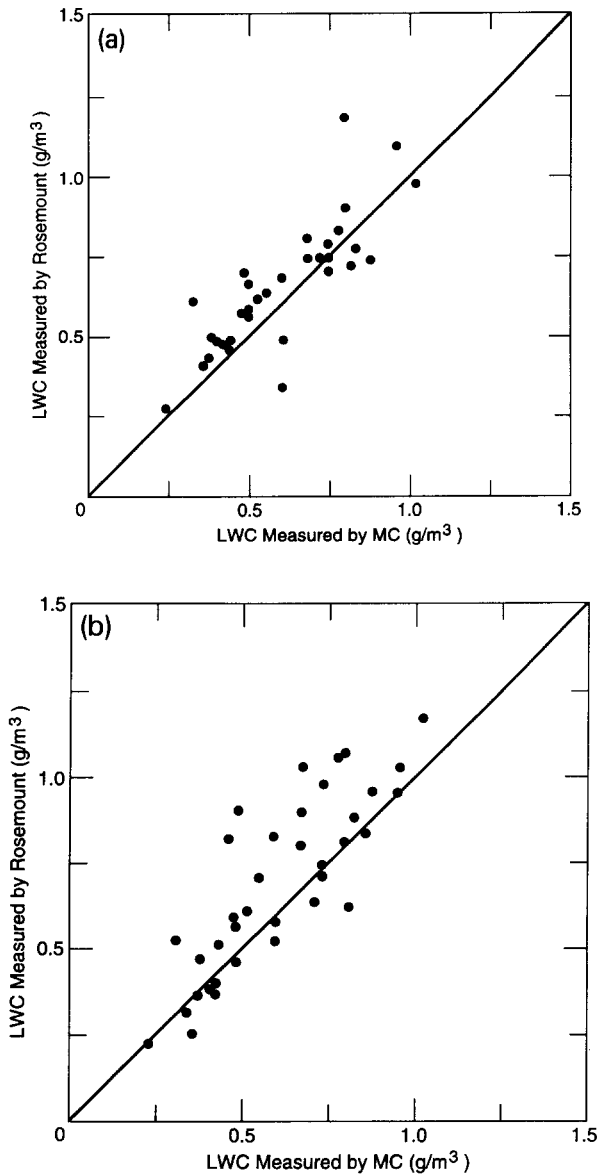 (a)
1.5
1.0
0.5
LWC Measured by Rosemount (g/m³ )
0 0.5 1.0 1.5
LWC Measured by MC (g/m³ )
(b)
1.5
1.0
0.5
LWC Measured by Rosemount (g/m³ )
0 0.5 1.0 1.5
LWC Measured by MC (g/m³ )